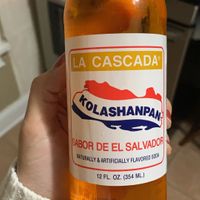 LA CASCADA®
KOLASHANPAN®
SABOR DE EL SALVADOR
NATURALLY & ARTIFICIALLY FLAVORED SODA
12 FL. OZ. (354 ML.)